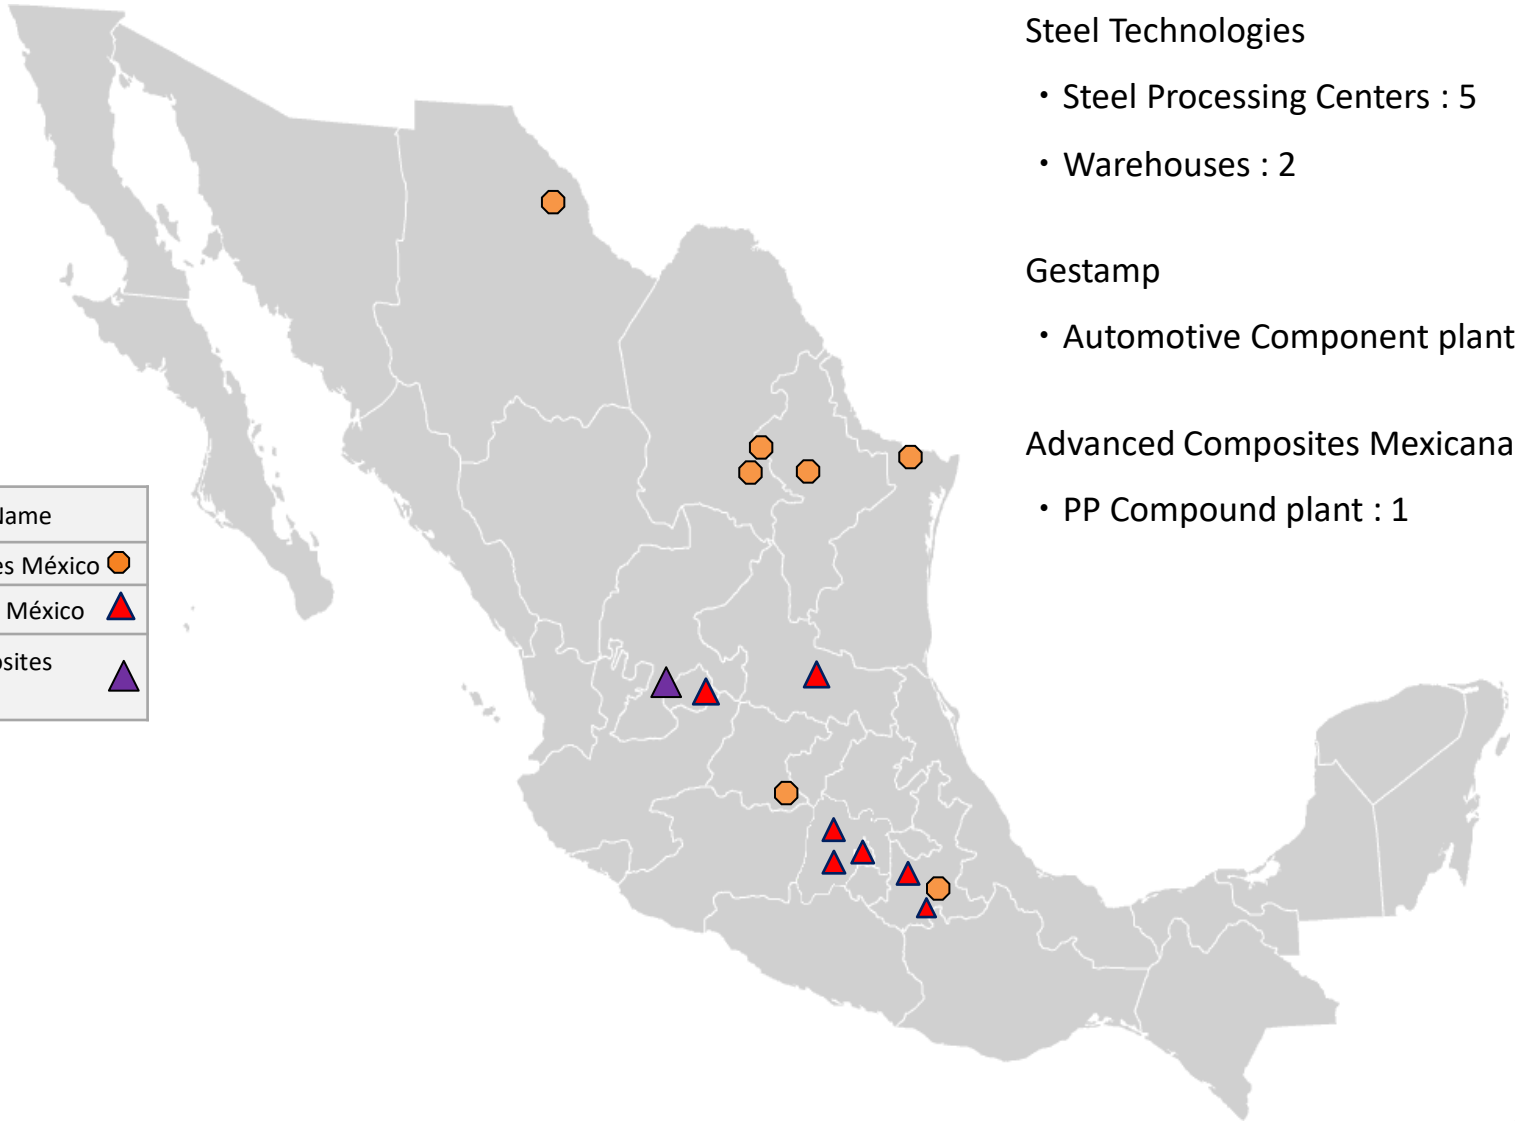 Steel Technologies
・Steel Processing Centers : 5
・Warehouses : 2
Gestamp
・Automotive Component plant
Advanced Composites Mexicana
・PP Compound plant : 1
México
México